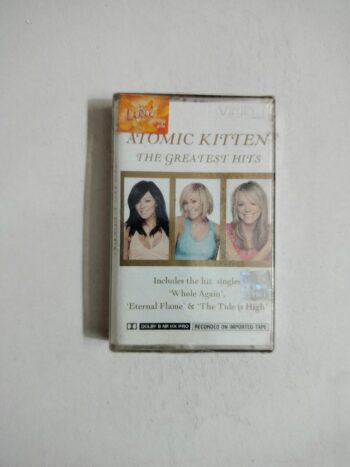 Virgin
ATOMIC KITTEN
THE GREATEST HITS
Includes the hit singles
'Whole Again',
'Eternal Flame' & 'The Tide is High'
DOLBY B NR HX PRO
RECORDED ON IMPORTED TAPE